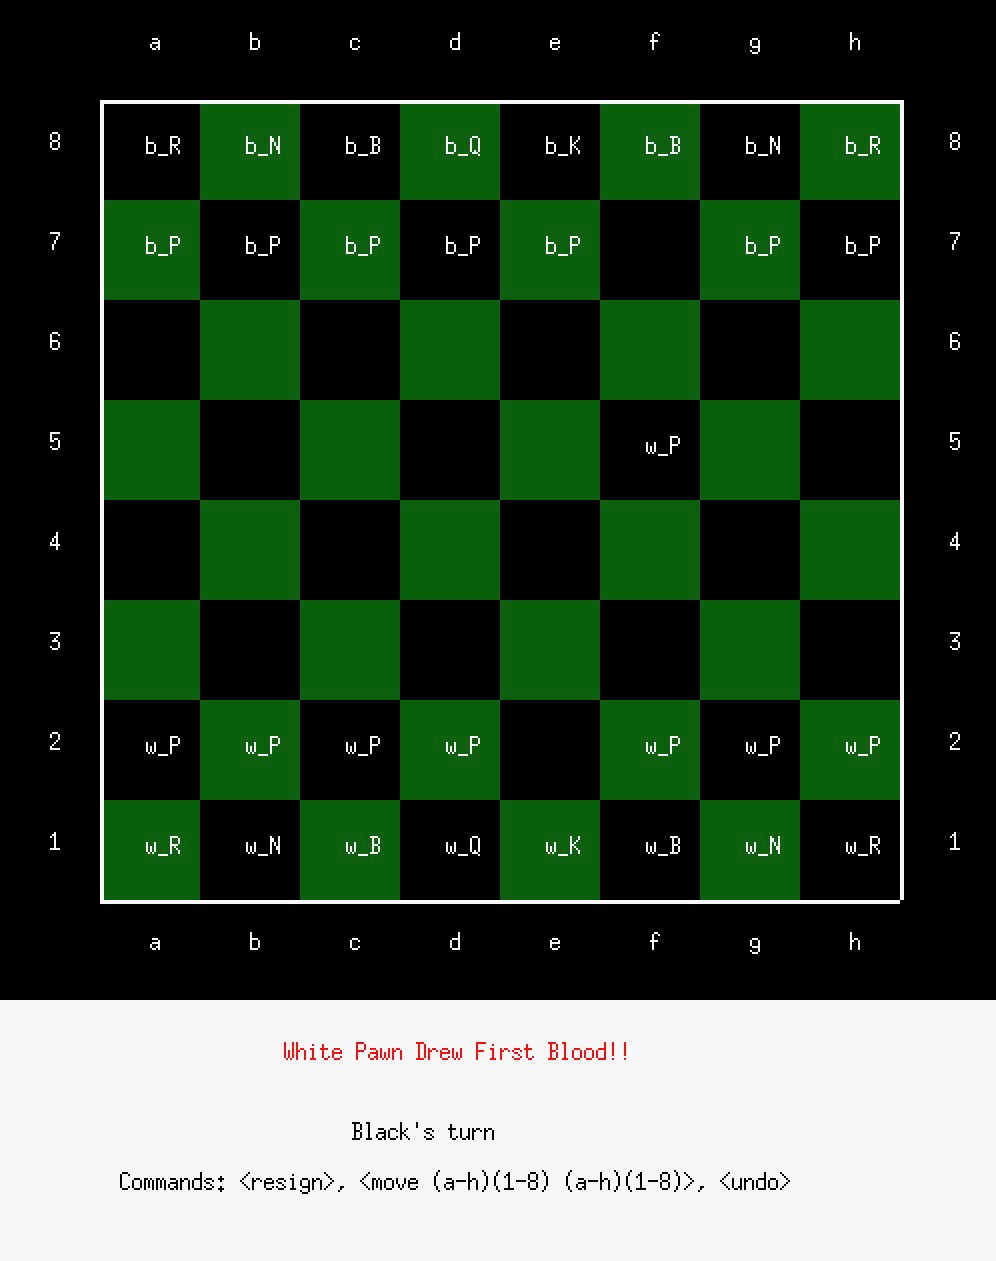 a b c d e f g h
8 b_R b_N b_B b_Q b_K b_B b_N b_R 8
7 b_P b_P b_P b_P b_P b_P b_P 7
6 6
5 w_P 5
4 4
3 3
2 w_P w_P w_P w_P w_P w_P w_P 2
1 w_R w_N w_B w_Q w_K w_B w_N w_R 1
a b c d e f g h
White Pawn Drew First Blood!!
Black's turn
Commands: <resign>, <move (a-h)(1-8) (a-h)(1-8)>, <undo>